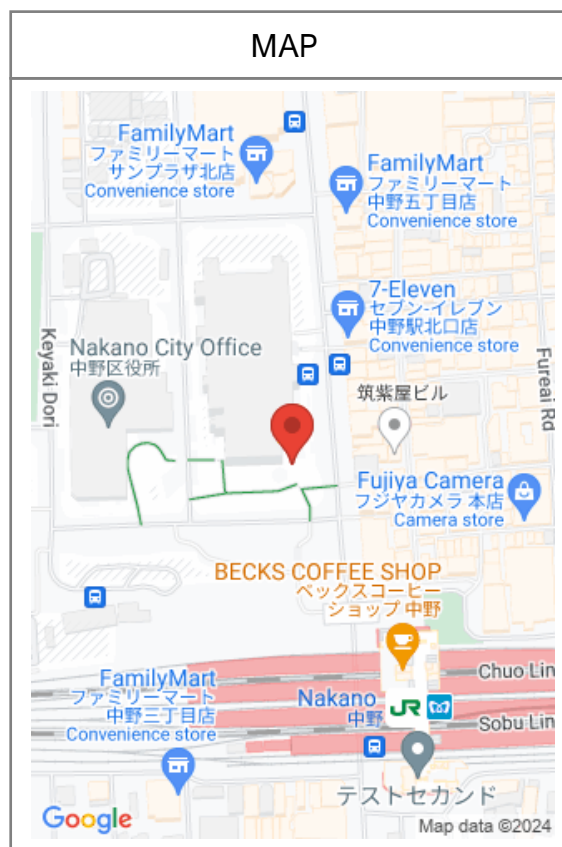 MAP
FamilyMart
ファミリーマート
サンプラザ北店
Convenience store
FamilyMart
ファミリーマート
中野五丁目店
Convenience store
7-Eleven
セブン-イレブン
中野駅北口店
Convenience store
Keyaki Dori
Nakano City Office
中野区役所
Fureai Rd
筑紫屋ビル
Fujiya Camera
フジヤカメラ 本店
Camera store
BECKS COFFEE SHOP
ベックスコーヒー
ショップ 中野
FamilyMart
ファミリーマート
中野三丁目店
Convenience store
Chuo Lin
Nakano
中野
JR
Sobu Lin
テストセカンド
Google
Map data ©2024